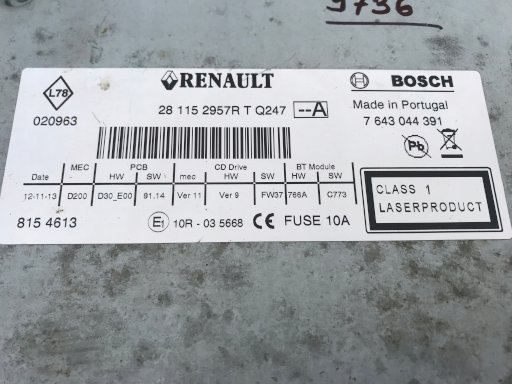 9736
L78
RENAULT
BOSCH
020963
28 115 2957R T Q247
--A
Made in Portugal
7 643 044 391
Pb
MEC PCB CD Drive BT Module
Date HW SW mec HW SW HW SW
12-11-13 D200 D30_E00 91.14 Ver 11 Ver 9 FW37 766A C773
CLASS 1
LASERPRODUCT
815 4613
E1 10R - 03 5668 CE FUSE 10A